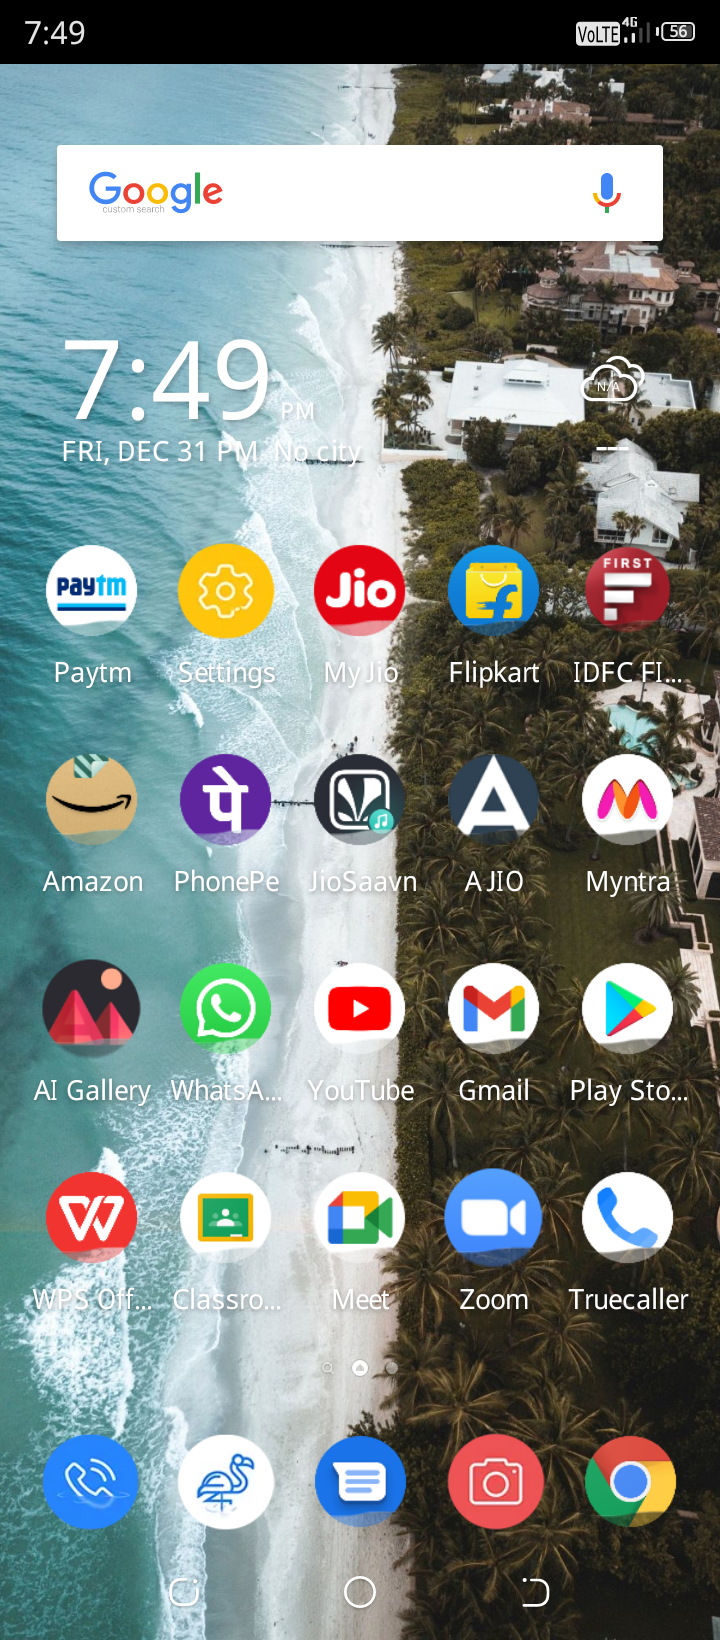 7:49
VoLTE 4G 56
Google
custom search
7:49 PM
N/A
FRI, DEC 31 PM No city
---
paytm
Jio
FIRST
Paytm Settings MyJio Flipkart IDFC FI...
पे
Amazon PhonePe JioSaavn AJIO Myntra
AI Gallery WhatsA... YouTube Gmail Play Sto...
WPS Off... Classro... Meet Zoom Truecaller